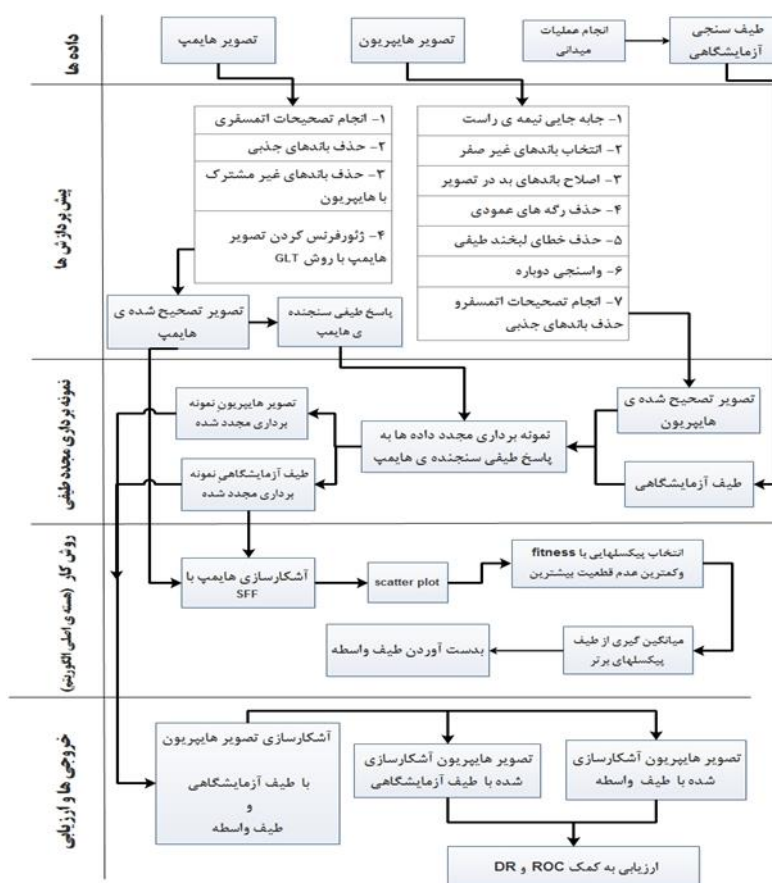 داده ها
تصویر هایمپ
تصویر هایپریون
انجام عملیات
میدانی
طیف سنجی
آزمایشگاهی
پیش پردازش ها
۱- جابه جایی نیمه ی راست
۲- انتخاب باندهای غیر صفر
۳- اصلاح باندهای بد در تصویر
۴- حذف رگه های عمودی
۵- حذف خطای لبخند طیفی
۶- واسنجی دوباره
۷- انجام تصحیحات اتمسفرو
حذف باندهای جذبی
۱- انجام تصحیحات اتمسفری
۲- حذف باندهای جذبی
۳- حذف باندهای غیر مشترک
با هایپریون
۴- ژئورفرنس کردن تصویر
هایمپ با روش GLT
تصویر تصحیح شده ی
هایمپ
پاسخ طیفی سنجنده
ی هایمپ
نمونه برداری مجدد طیفی
تصویر تصحیح شده ی
هایپریون
طیف آزمایشگاهی
نمونه برداری مجدد داده ها به
پاسخ طیفی سنجنده ی هایمپ
تصویر هایپریونِ نمونه
برداری مجدد شده
طیف آزمایشگاهیِ نمونه
برداری مجدد شده
روش کار (هسته ی اصلی الگوریتم)
آشکارسازی هایمپ با
SFF
scatter plot
انتخاب پیکسلهایی با fitness
وکمترین عدم قطعیت بیشترین
میانگین گیری از طیف
پیکسلهای برتر
بدست آوردن طیف واسطه
خروجی ها و ارزیابی
آشکارسازی تصویر هایپریون
با طیف آزمایشگاهی
و
طیف واسطه
تصویر هایپریون آشکارسازی
شده با طیف آزمایشگاهی
تصویر هایپریون آشکارسازی
شده با طیف واسطه
ارزیابی به کمک ROC و DR